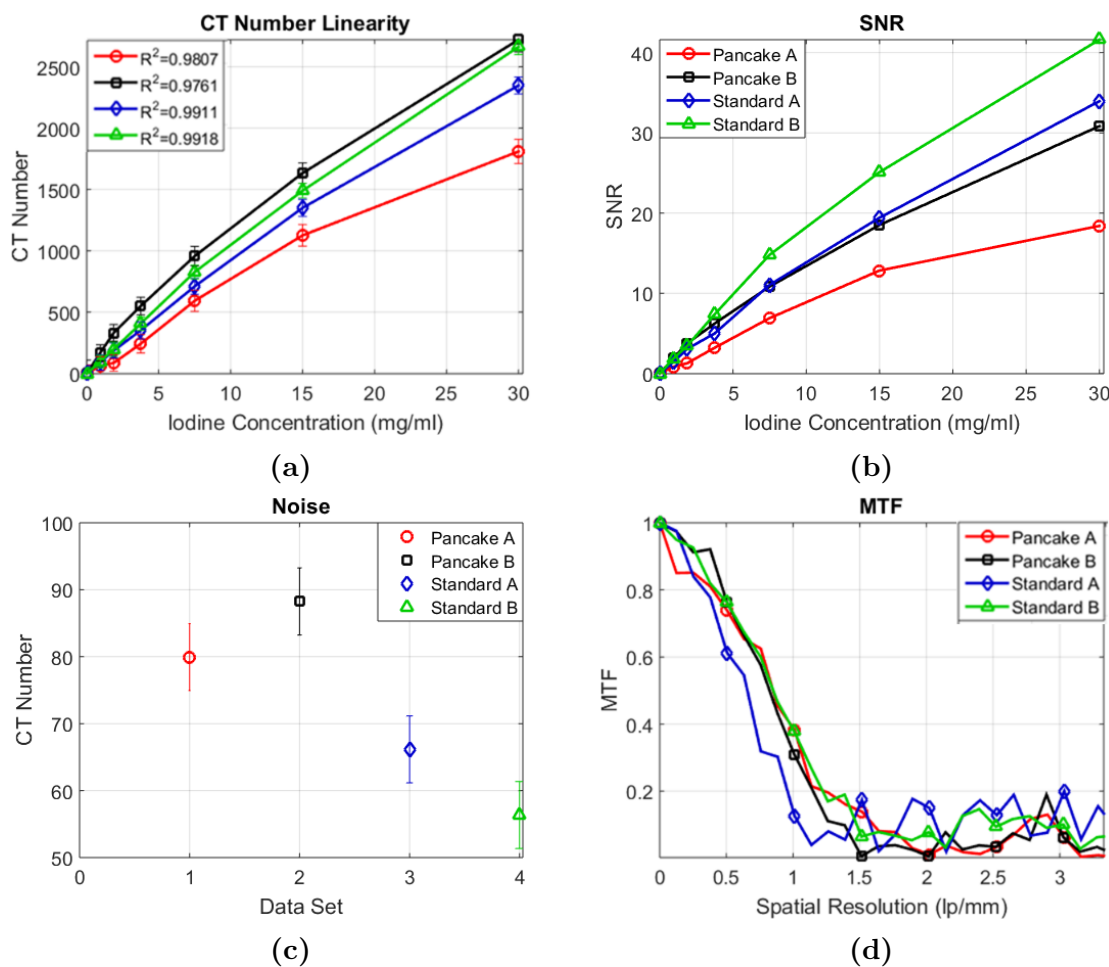 CT Number Linearity
2500
2000
1500
1000
500
0
CT Number
R²=0.9807
R²=0.9761
R²=0.9911
R²=0.9918
0 5 10 15 20 25 30
Iodine Concentration (mg/ml)
(a)
SNR
40
30
20
10
0
SNR
Pancake A
Pancake B
Standard A
Standard B
0 5 10 15 20 25 30
Iodine Concentration (mg/ml)
(b)
Noise
100
90
80
70
60
50
CT Number
Pancake A
Pancake B
Standard A
Standard B
0 1 2 3 4
Data Set
(c)
MTF
1
0.8
0.6
0.4
0.2
MTF
Pancake A
Pancake B
Standard A
Standard B
0 0.5 1 1.5 2 2.5 3
Spatial Resolution (lp/mm)
(d)